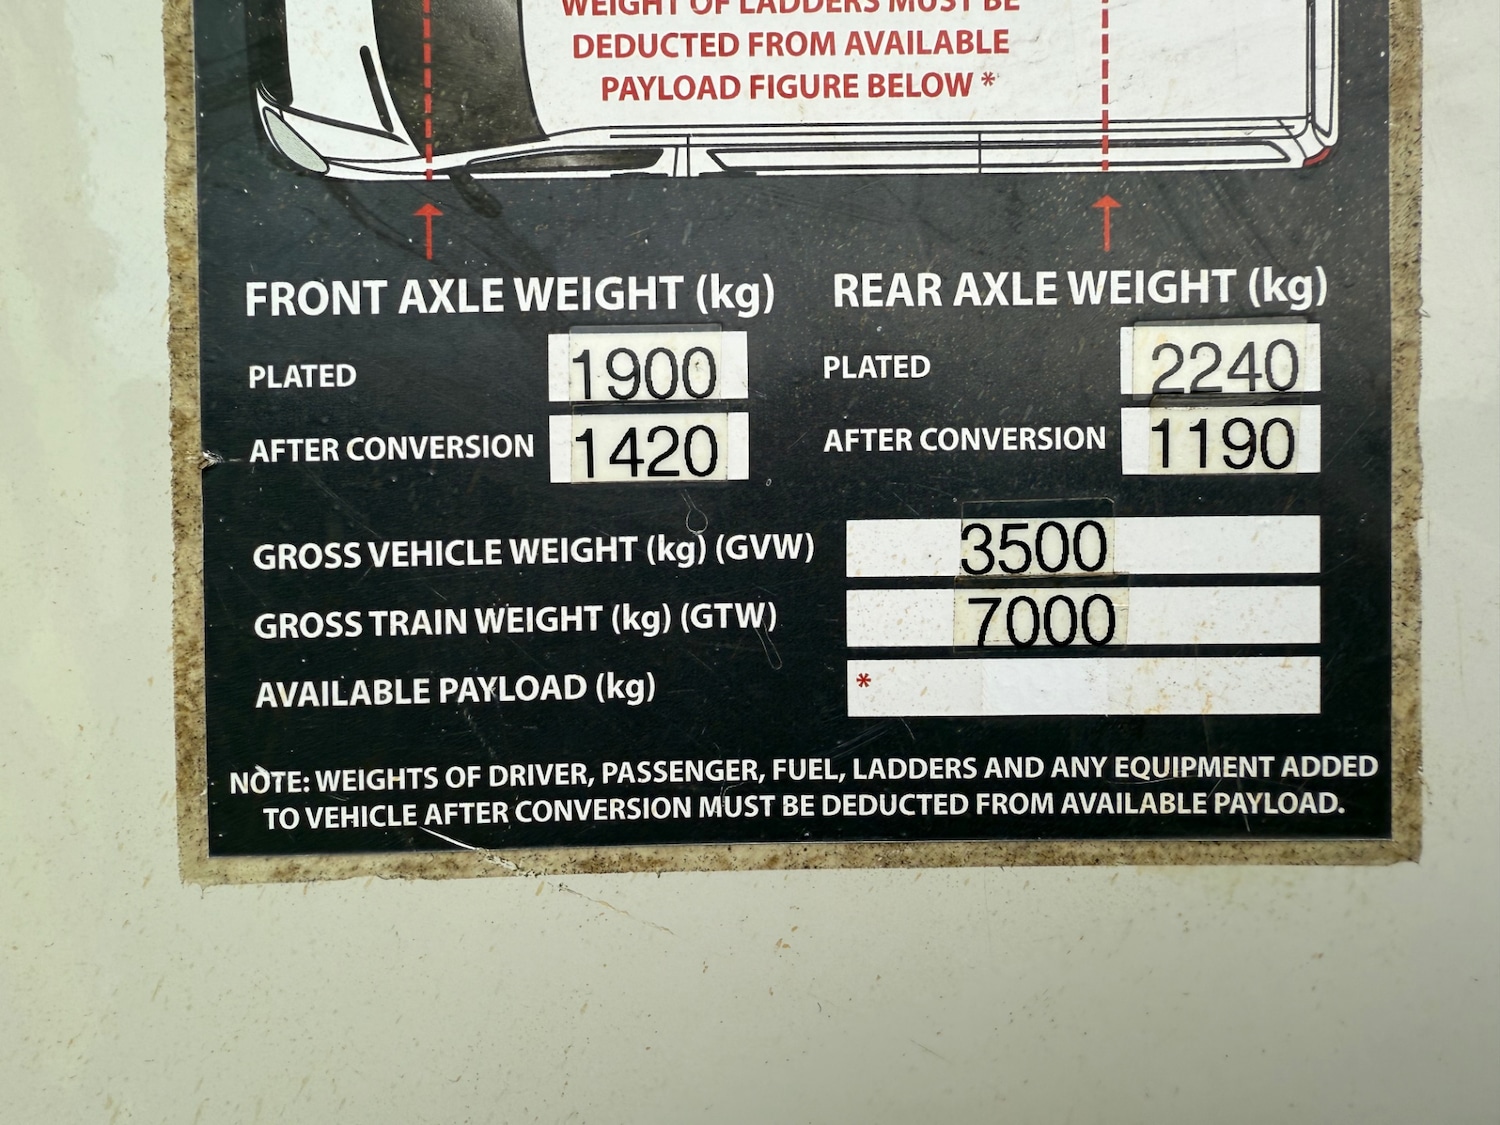 WEIGHT OF LADDERS MUST BE
DEDUCTED FROM AVAILABLE
PAYLOAD FIGURE BELOW *
FRONT AXLE WEIGHT (kg)
PLATED 1900
AFTER CONVERSION 1420
REAR AXLE WEIGHT (kg)
PLATED 2240
AFTER CONVERSION 1190
GROSS VEHICLE WEIGHT (kg) (GVW) 3500
GROSS TRAIN WEIGHT (kg) (GTW) 7000
AVAILABLE PAYLOAD (kg) *
NOTE: WEIGHTS OF DRIVER, PASSENGER, FUEL, LADDERS AND ANY EQUIPMENT ADDED
TO VEHICLE AFTER CONVERSION MUST BE DEDUCTED FROM AVAILABLE PAYLOAD.